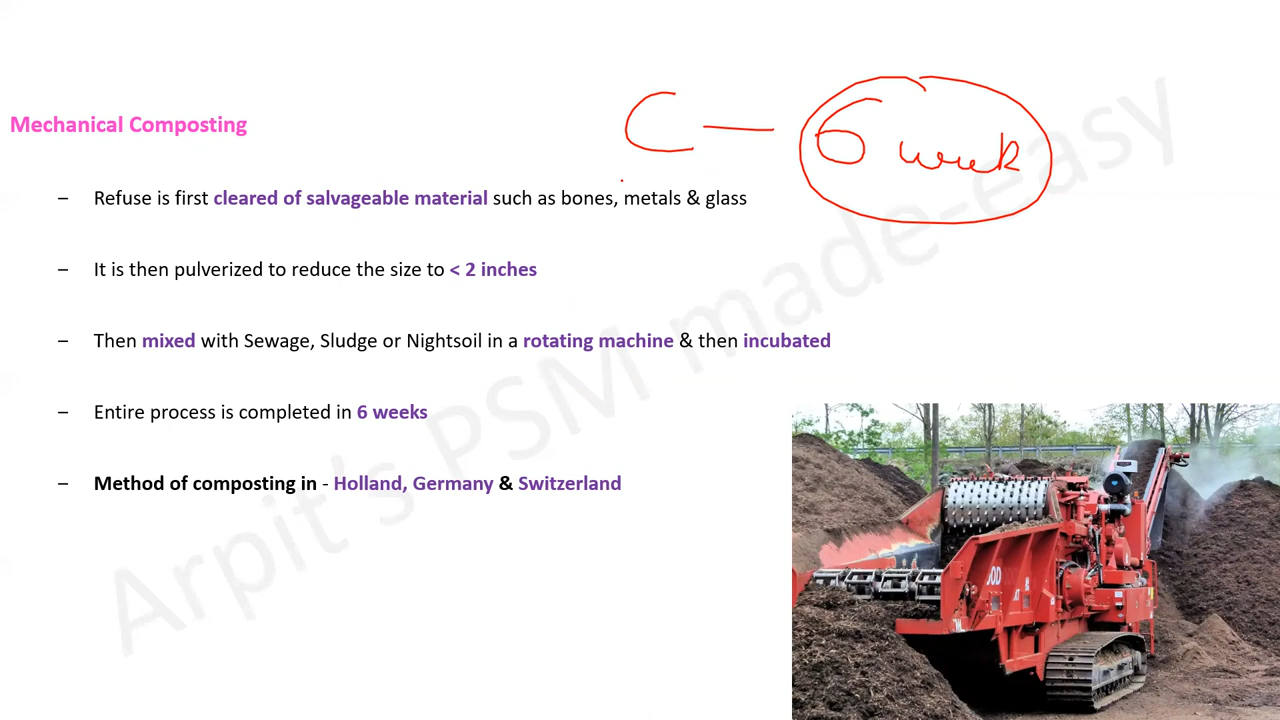 C — 6 week
Mechanical Composting
– Refuse is first cleared of salvageable material such as bones, metals & glass
– It is then pulverized to reduce the size to < 2 inches
– Then mixed with Sewage, Sludge or Nightsoil in a rotating machine & then incubated
– Entire process is completed in 6 weeks
– Method of composting in - Holland, Germany & Switzerland
Arpit's PSM made-easy